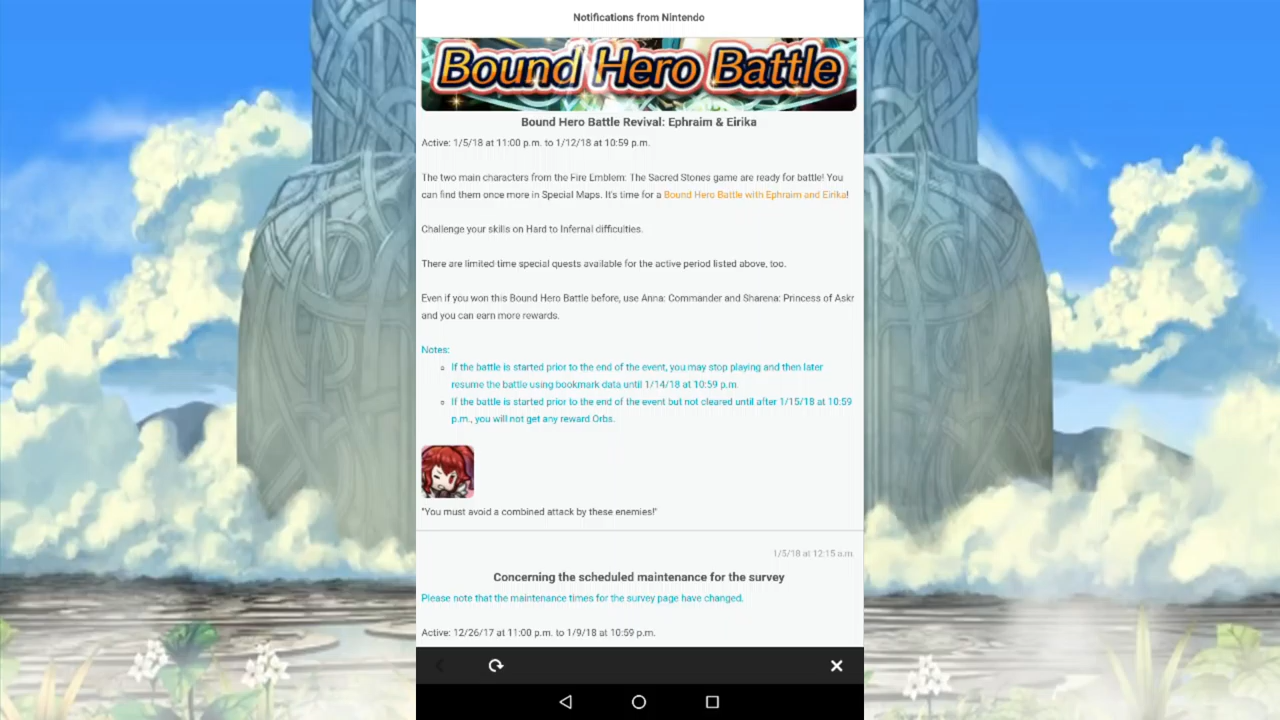 Notifications from Nintendo
Bound Hero Battle
Bound Hero Battle Revival: Ephraim & Eirika
Active: 1/5/18 at 11:00 p.m. to 1/12/18 at 10:59 p.m.
The two main characters from the Fire Emblem: The Sacred Stones game are ready for battle! You
can find them once more in Special Maps. It's time for a Bound Hero Battle with Ephraim and Eirika!
Challenge your skills on Hard to Infernal difficulties.
There are limited time special quests available for the active period listed above, too.
Even if you won this Bound Hero Battle before, use Anna: Commander and Sharena: Princess of Askr
and you can earn more rewards.
Notes:
If the battle is started prior to the end of the event, you may stop playing and then later
resume the battle using bookmark data until 1/14/18 at 10:59 p.m.
If the battle is started prior to the end of the event but not cleared until after 1/15/18 at 10:59
p.m., you will not get any reward Orbs.
"You must avoid a combined attack by these enemies!"
1/5/18 at 12:15 a.m.
Concerning the scheduled maintenance for the survey
Please note that the maintenance times for the survey page have changed.
Active: 12/26/17 at 11:00 p.m. to 1/9/18 at 10:59 p.m.